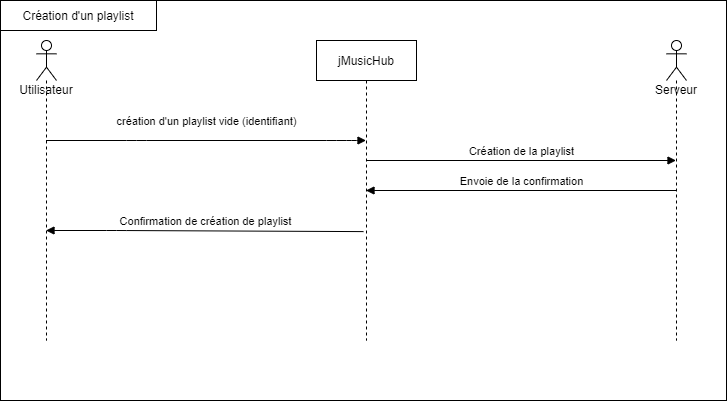 Création d'un playlist
jMusicHub
Utilisateur
Serveur
création d'un playlist vide (identifiant)
Création de la playlist
Envoie de la confirmation
Confirmation de création de playlist